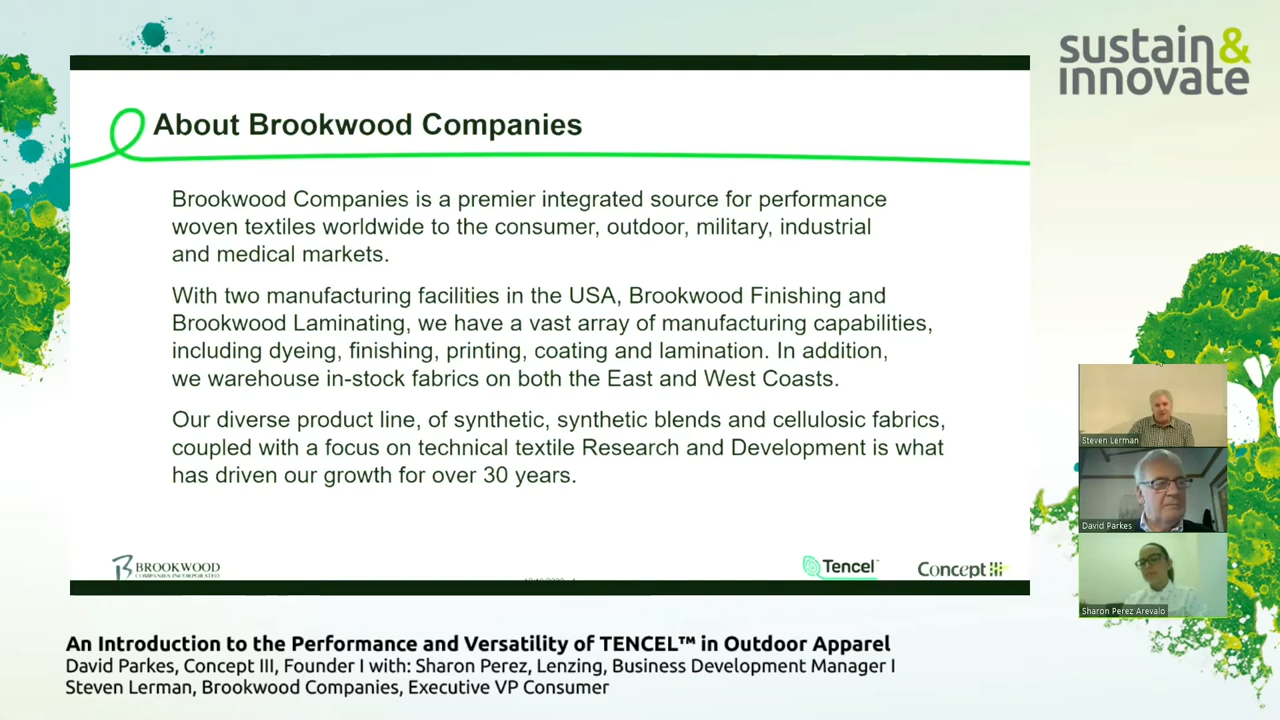 sustain&
innovate
About Brookwood Companies
Brookwood Companies is a premier integrated source for performance
woven textiles worldwide to the consumer, outdoor, military, industrial
and medical markets.
With two manufacturing facilities in the USA, Brookwood Finishing and
Brookwood Laminating, we have a vast array of manufacturing capabilities,
including dyeing, finishing, printing, coating and lamination. In addition,
we warehouse in-stock fabrics on both the East and West Coasts.
Our diverse product line, of synthetic, synthetic blends and cellulosic fabrics,
coupled with a focus on technical textile Research and Development is what
has driven our growth for over 30 years.
BROOKWOOD
COMPANIES INCORPORATED
Tencel™
Concept III
Steven Lerman
David Parkes
Sharon Perez Arevalo
An Introduction to the Performance and Versatility of TENCEL™ in Outdoor Apparel
David Parkes, Concept III, Founder I with: Sharon Perez, Lenzing, Business Development Manager I
Steven Lerman, Brookwood Companies, Executive VP Consumer